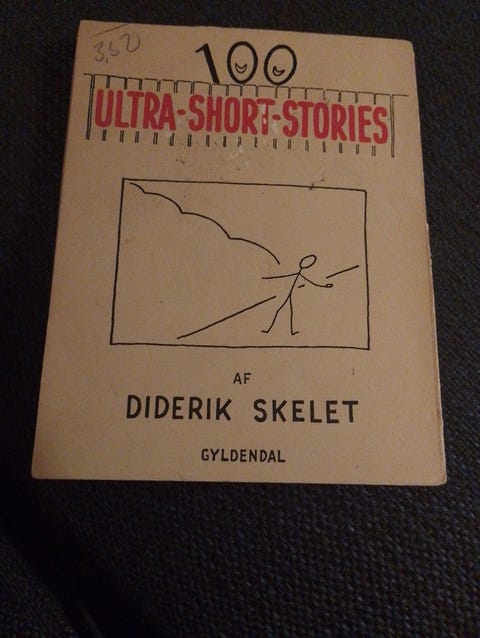 3,50
100
ULTRA-SHORT-STORIES
AF
DIDERIK SKELET
GYLDENDAL